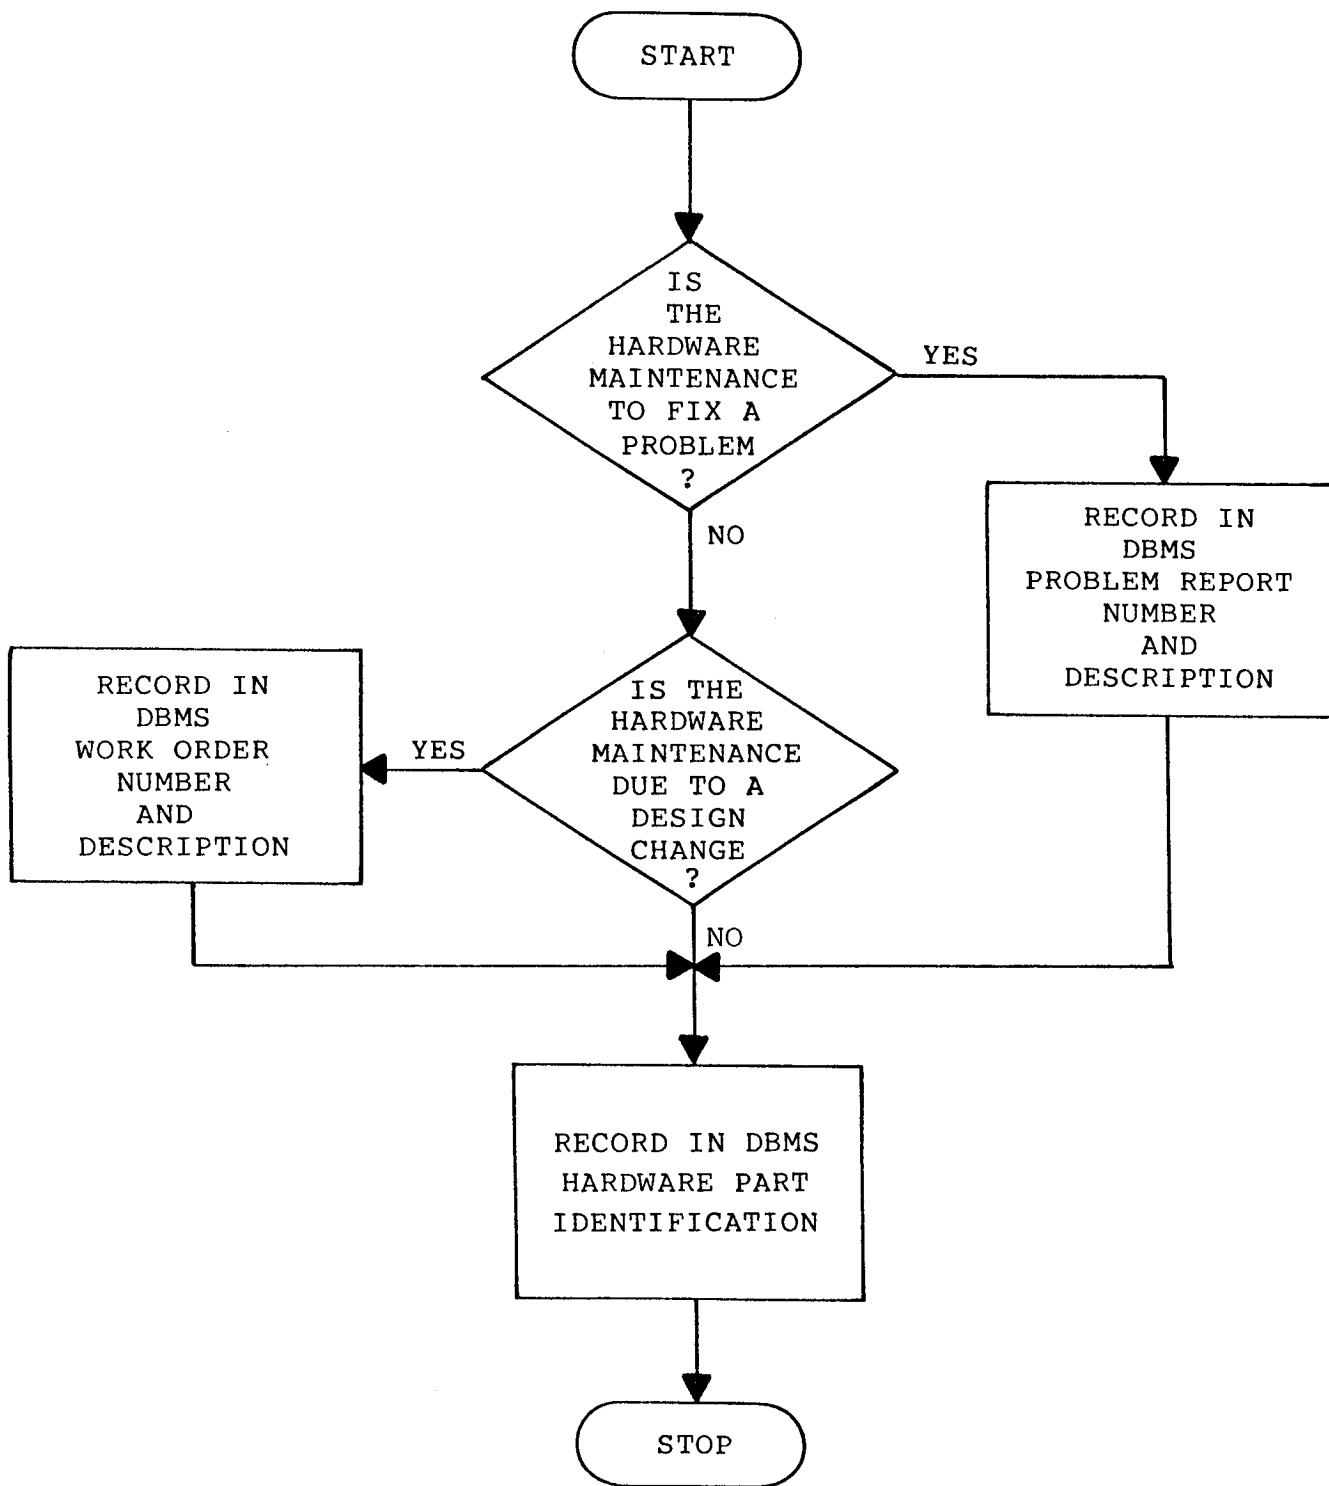 START
IS
THE
HARDWARE
MAINTENANCE
TO FIX A
PROBLEM
?
YES
NO
RECORD IN
DBMS
PROBLEM REPORT
NUMBER
AND
DESCRIPTION
RECORD IN
DBMS
WORK ORDER
NUMBER
AND
DESCRIPTION
YES
IS THE
HARDWARE
MAINTENANCE
DUE TO A
DESIGN
CHANGE
?
NO
RECORD IN DBMS
HARDWARE PART
IDENTIFICATION
STOP